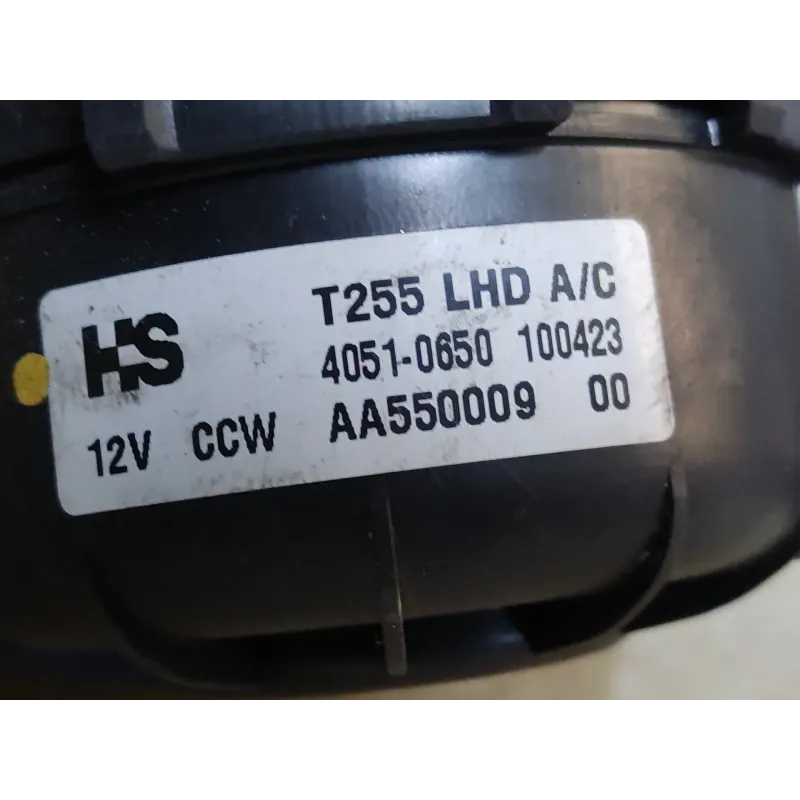 T255 LHD A/C
HS 4051-0650 100423
12V CCW AA550009 00